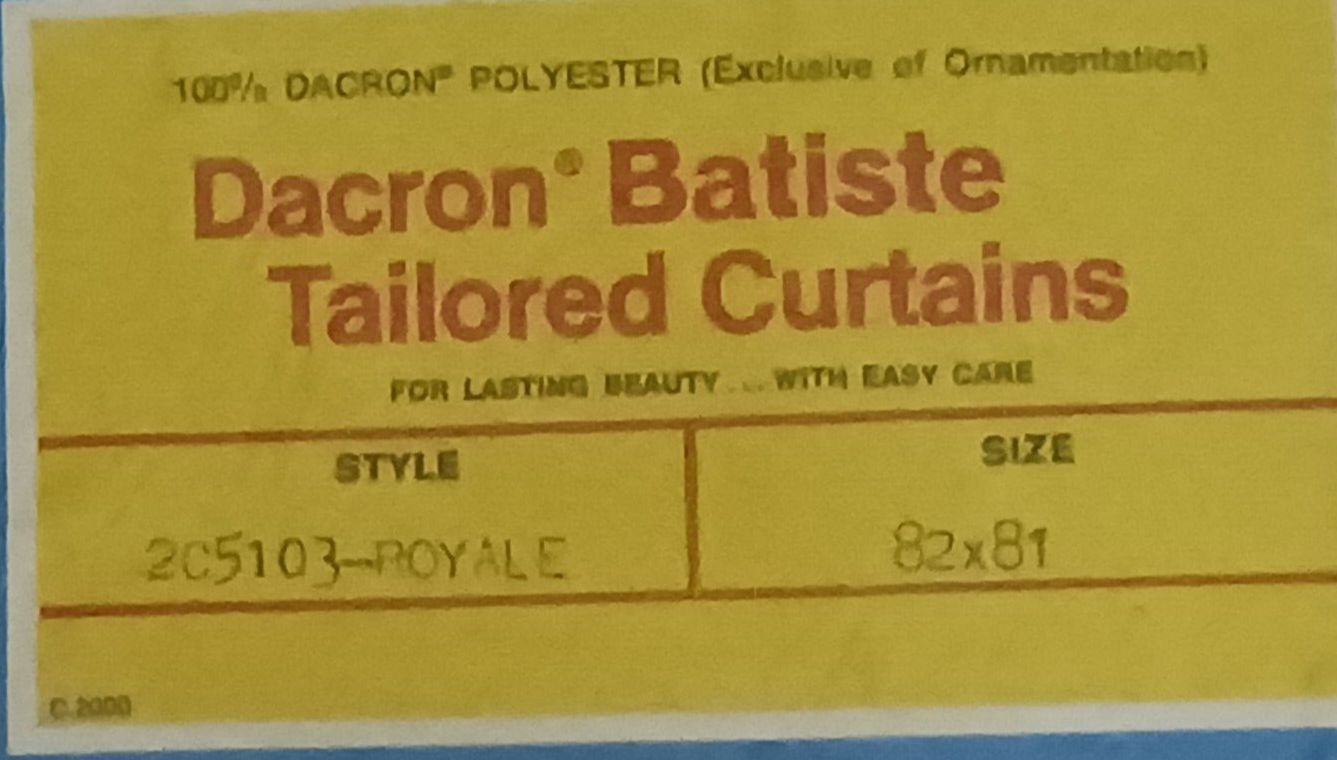 100% DACRON® POLYESTER (Exclusive of Ornamentation)
Dacron® Batiste
Tailored Curtains
FOR LASTING BEAUTY ... WITH EASY CARE
STYLE
SIZE
2C5103-ROYALE
82x81
C 2000